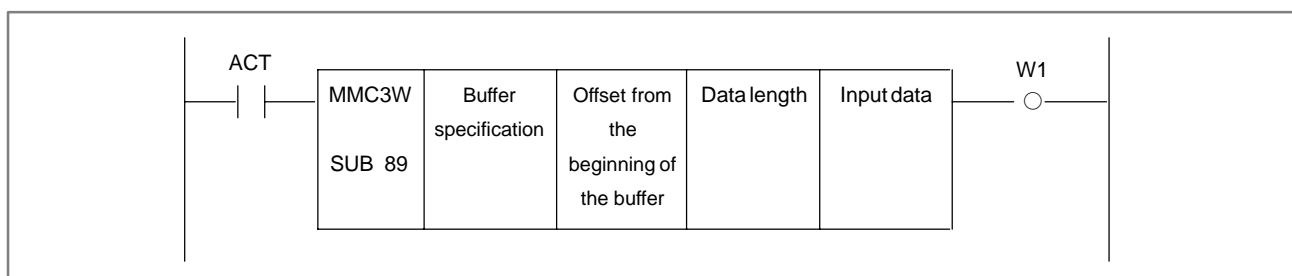 ACT
W1
MMC3W
SUB 89
Buffer
specification
Offset from
the
beginning of
the buffer
Data length
Input data